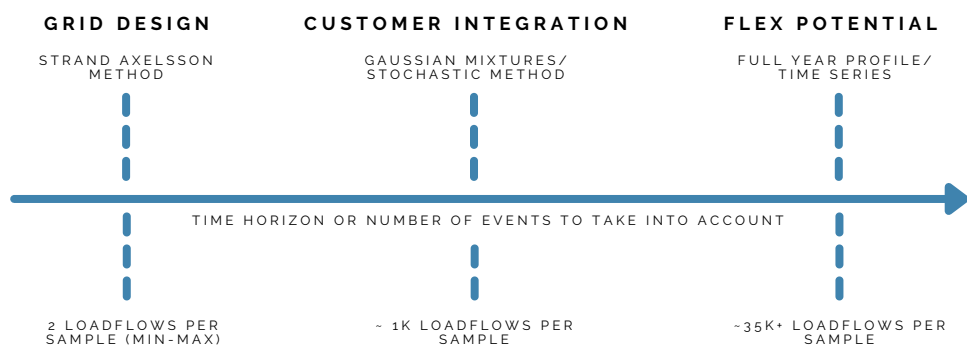 GRID DESIGN
STRAND AXELSSON
METHOD
CUSTOMER INTEGRATION
GAUSSIAN MIXTURES/
STOCHASTIC METHOD
FLEX POTENTIAL
FULL YEAR PROFILE/
TIME SERIES
TIME HORIZON OR NUMBER OF EVENTS TO TAKE INTO ACCOUNT
2 LOADFLOWS PER
SAMPLE (MIN-MAX)
~ 1K LOADFLOWS PER
SAMPLE
~35K+ LOADFLOWS PER
SAMPLE